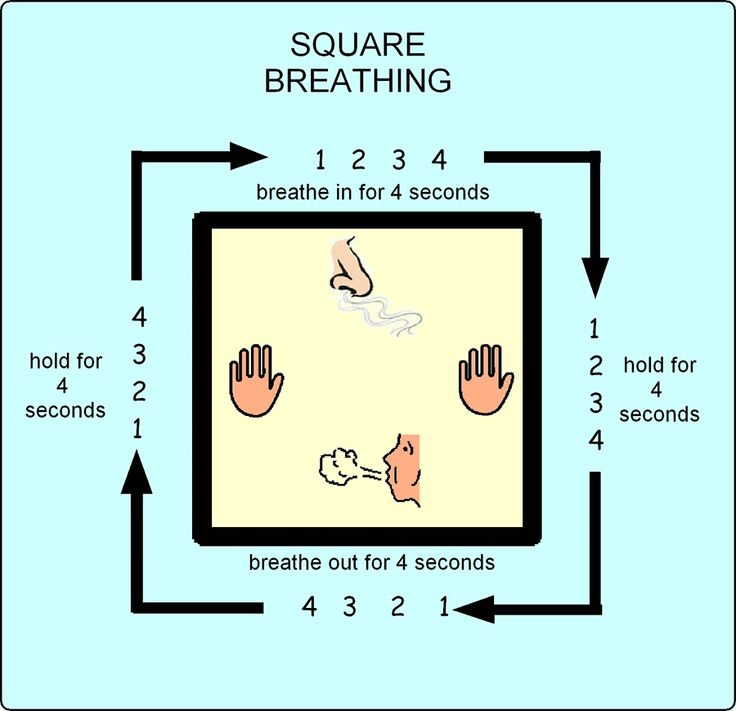 SQUARE
BREATHING
1 2 3 4
breathe in for 4 seconds
4
3
2
1
hold for
4
seconds
1
2
3
4
hold for
4
seconds
breathe out for 4 seconds
4 3 2 1